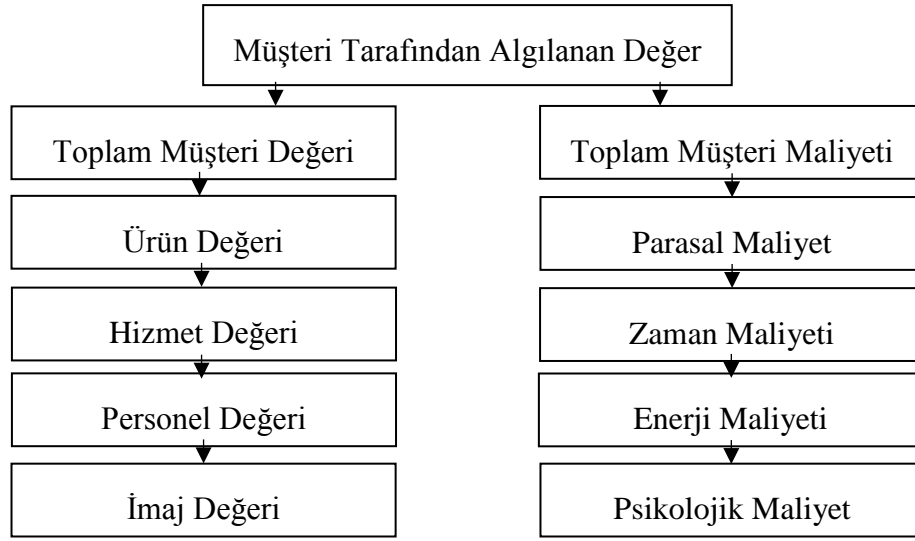 Müşteri Tarafından Algılanan Değer
Toplam Müşteri Değeri
Ürün Değeri
Hizmet Değeri
Personel Değeri
İmaj Değeri
Toplam Müşteri Maliyeti
Parasal Maliyet
Zaman Maliyeti
Enerji Maliyeti
Psikolojik Maliyet